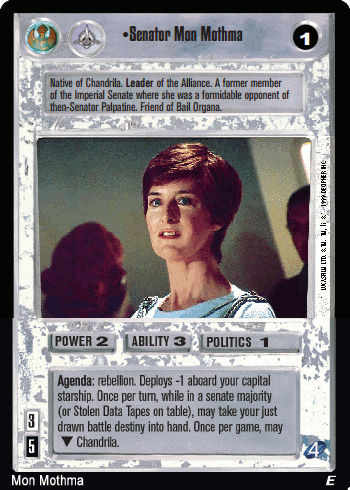 •Senator Mon Mothma
1
Native of Chandrila. Leader of the Alliance. A former member
of the Imperial Senate where she was a formidable opponent of
then-Senator Palpatine. Friend of Bail Organa.
POWER 2 ABILITY 3 POLITICS 1
Agenda: rebellion. Deploys -1 aboard your capital
starship. Once per turn, while in a senate majority
(or Stolen Data Tapes on table), may take your just
drawn battle destiny into hand. Once per game, may
▼ Chandrila.
3
5
4
Mon Mothma E